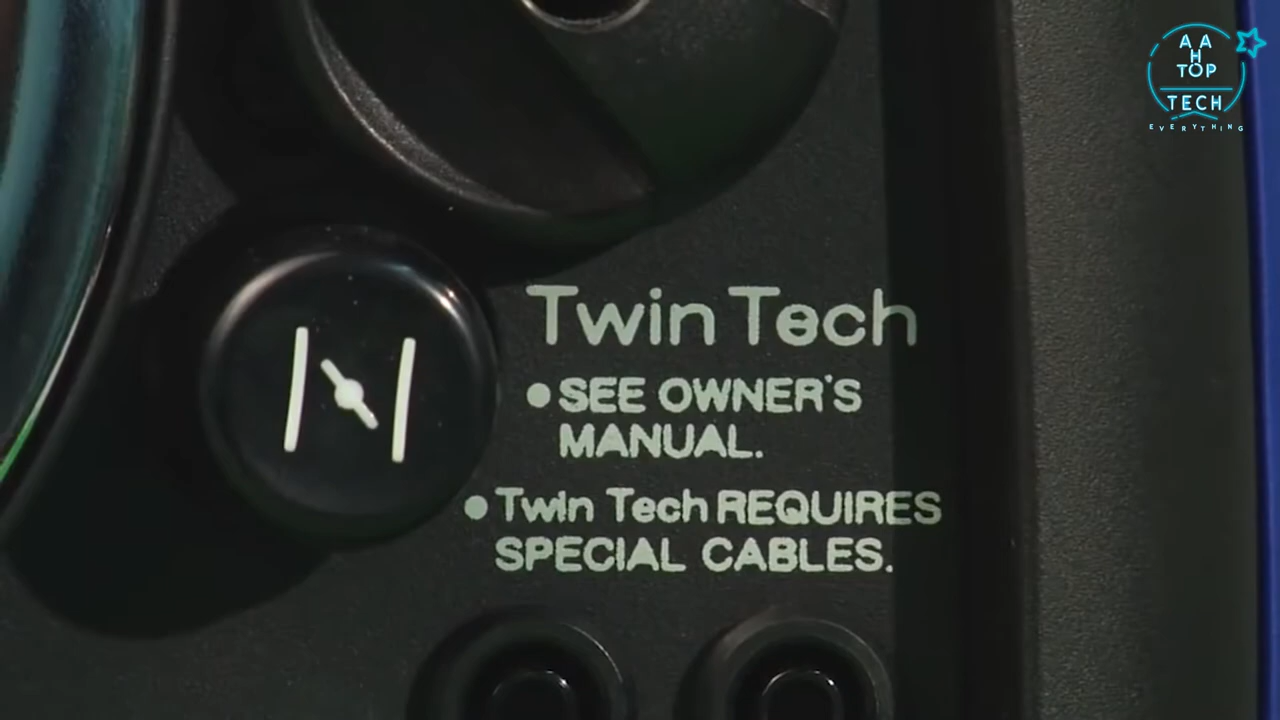 A A
H
TOP
TECH
EVERYTHING
Twin Tech
● SEE OWNER'S
MANUAL.
● Twin Tech REQUIRES
SPECIAL CABLES.